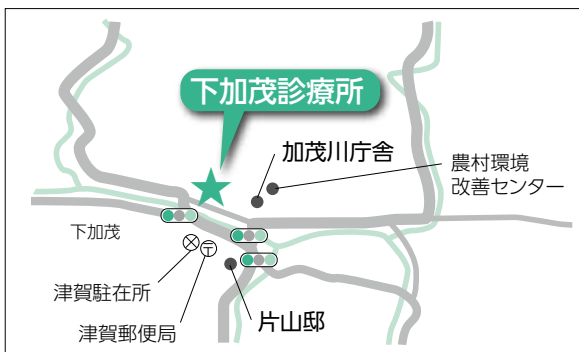 下加茂診療所
加茂川庁舎
農村環境
改善センター
下加茂
〒
津賀駐在所
津賀郵便局
片山邸